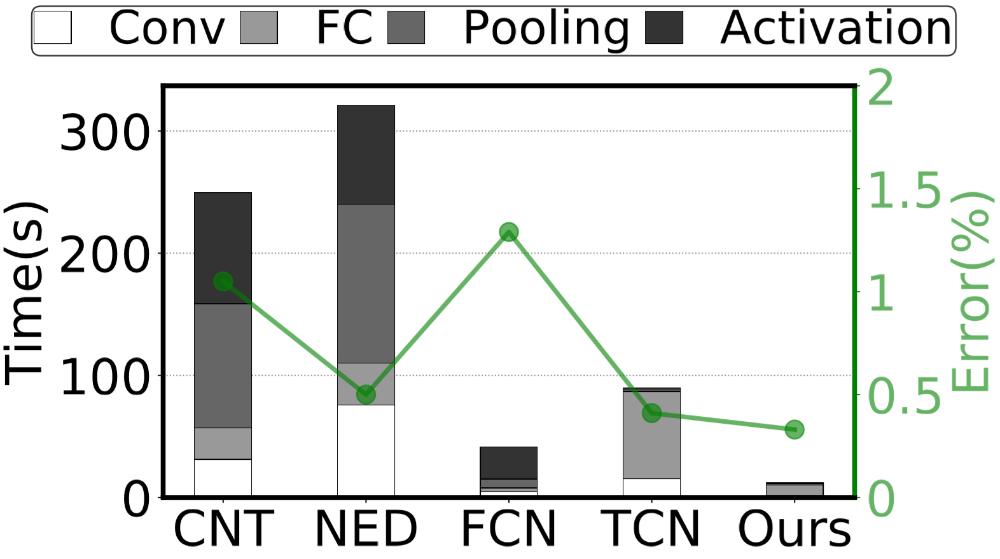 Conv FC Pooling Activation
Time(s)
300
200
100
0
2
1.5
1
0.5
0
Error(%)
CNT NED FCN TCN Ours